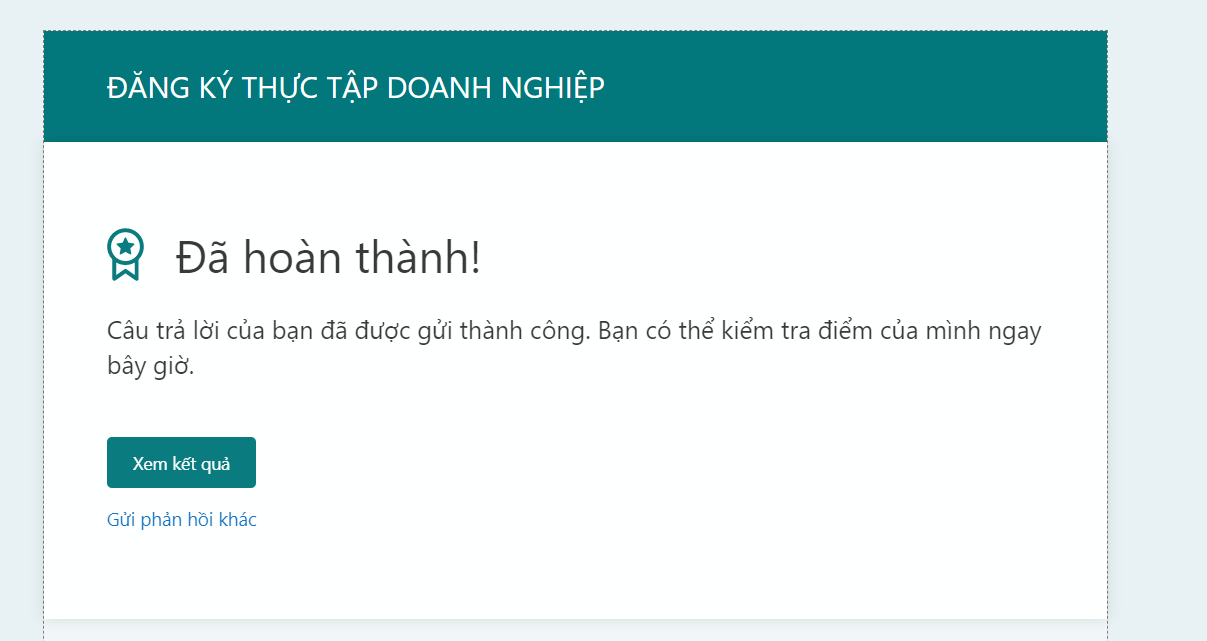 ĐĂNG KÝ THỰC TẬP DOANH NGHIỆP
Đã hoàn thành!
Câu trả lời của bạn đã được gửi thành công. Bạn có thể kiểm tra điểm của mình ngay
bây giờ.
Xem kết quả
Gửi phản hồi khác